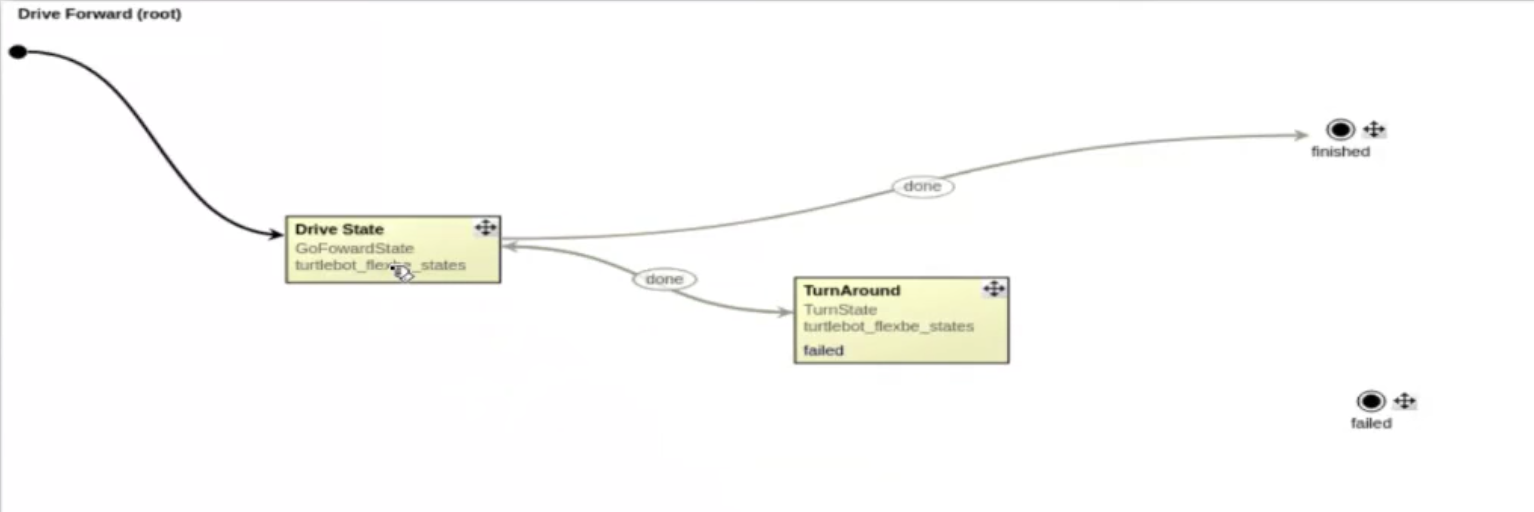 Drive Forward (root)
finished
done
Drive State
GoFowardState
turtlebot_flexbe_states
done
TurnAround
TurnState
turtlebot_flexbe_states
failed
failed